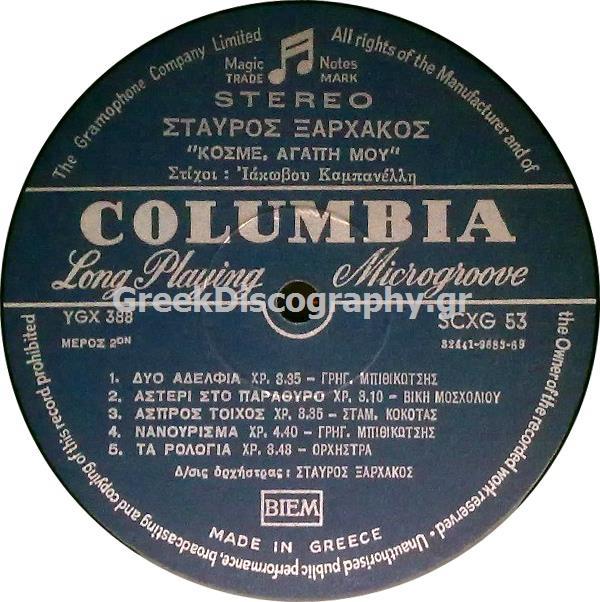 The Gramophone Company Limited
All rights of the Manufacturer and of
the Owner of the recorded work reserved · Unauthorised public performance, broadcasting and copying of this record prohibited
Magic Notes
TRADE MARK
STEREO
ΣΤΑΥΡΟΣ ΞΑΡΧΑΚΟΣ
"ΚΟΣΜΕ, ΑΓΑΠΗ ΜΟΥ"
Στίχοι : Ἰάκωβου Καμπανέλλη
COLUMBIA
Long Playing Microgroove
GreekDiscography.gr
YGX 388 SCXG 53
ΜΕΡΟΣ 2ΟΝ 32441-9683-69
1. ΔΥΟ ΑΔΕΛΦΙΑ ΧΡ. 3.35 – ΓΡΗΓ. ΜΠΙΘΙΚΩΤΣΗΣ
2. ΑΣΤΕΡΙ ΣΤΟ ΠΑΡΑΘΥΡΟ ΧΡ. 3.10 – ΒΙΚΗ ΜΟΣΧΟΛΙΟΥ
3. ΑΣΠΡΟΣ ΤΟΙΧΟΣ ΧΡ. 3.35 – ΣΤΑΜ. ΚΟΚΟΤΑΣ
4. ΝΑΝΟΥΡΙΣΜΑ ΧΡ. 4.40 – ΓΡΗΓ. ΜΠΙΘΙΚΩΤΣΗΣ
5. ΤΑ ΡΟΛΟΓΙΑ ΧΡ. 3.48 – ΟΡΧΗΣΤΡΑ
Δ/σις ὀρχήστρας : ΣΤΑΥΡΟΣ ΞΑΡΧΑΚΟΣ
BIEM
MADE IN GREECE